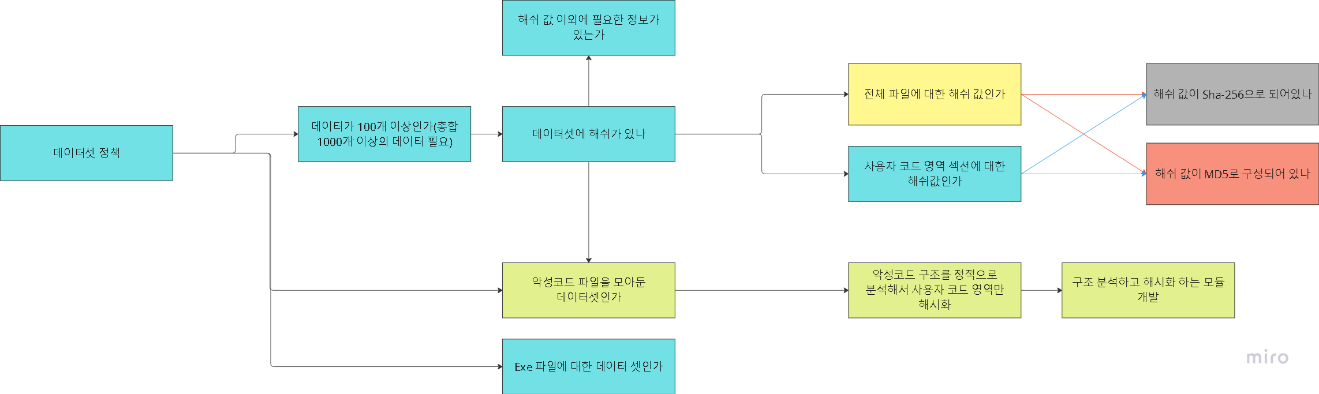 해쉬 값 이외에 필요한 정보가
있는가
데이터셋 정책
데이터가 100개 이상인가(총합
1000개 이상의 데이터 필요)
데이터셋에 해쉬가 있나
전체 파일에 대한 해쉬 값인가
해쉬 값이 Sha-256으로 되어있나
사용자 코드 영역 섹션에 대한
해쉬값인가
해쉬 값이 MD5로 구성되어 있나
악성코드 파일을 모아둔
데이터셋인가
악성코드 구조를 정적으로
분석해서 사용자 코드 영역만
해시화
구조 분석하고 해시화 하는 모듈
개발
Exe 파일에 대한 데이터 셋인가
miro